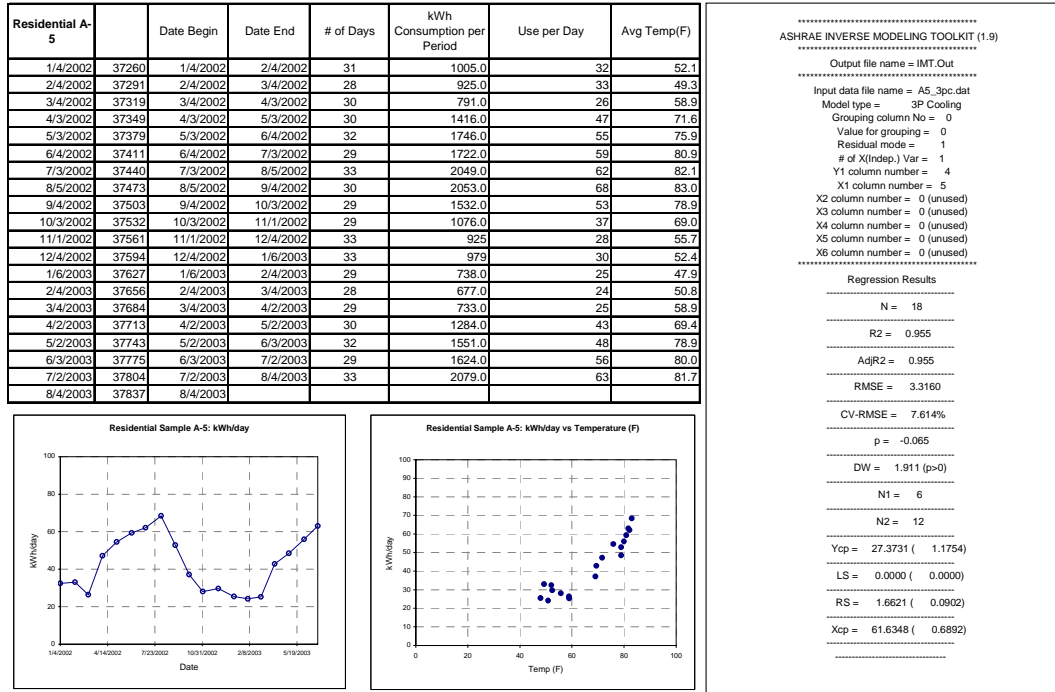 Residential A-5 Date Begin Date End # of Days kWh Consumption per Period Use per Day Avg Temp(F)
1/4/2002 37260 1/4/2002 2/4/2002 31 1005.0 32 52.1
2/4/2002 37291 2/4/2002 3/4/2002 28 925.0 33 49.3
3/4/2002 37319 3/4/2002 4/3/2002 30 791.0 26 58.9
4/3/2002 37349 4/3/2002 5/3/2002 30 1416.0 47 71.6
5/3/2002 37379 5/3/2002 6/4/2002 32 1746.0 55 75.9
6/4/2002 37411 6/4/2002 7/3/2002 29 1722.0 59 80.9
7/3/2002 37440 7/3/2002 8/5/2002 33 2049.0 62 82.1
8/5/2002 37473 8/5/2002 9/4/2002 30 2053.0 68 83.0
9/4/2002 37503 9/4/2002 10/3/2002 29 1532.0 53 78.9
10/3/2002 37532 10/3/2002 11/1/2002 29 1076.0 37 69.0
11/1/2002 37561 11/1/2002 12/4/2002 33 925 28 55.7
12/4/2002 37594 12/4/2002 1/6/2003 33 979 30 52.4
1/6/2003 37627 1/6/2003 2/4/2003 29 738.0 25 47.9
2/4/2003 37656 2/4/2003 3/4/2003 28 677.0 24 50.8
3/4/2003 37684 3/4/2003 4/2/2003 29 733.0 25 58.9
4/2/2003 37713 4/2/2003 5/2/2003 30 1284.0 43 69.4
5/2/2003 37743 5/2/2003 6/3/2003 32 1551.0 48 78.9
6/3/2003 37775 6/3/2003 7/2/2003 29 1624.0 56 80.0
7/2/2003 37804 7/2/2003 8/4/2003 33 2079.0 63 81.7
8/4/2003 37837 8/4/2003
Residential Sample A-5: kWh/day
100
80
60
40
20
0
kWh/day
1/4/2002 4/14/2002 7/23/2002 10/31/2002 2/8/2003 5/19/2003
Date
Residential Sample A-5: kWh/day vs Temperature (F)
100
90
80
70
60
50
40
30
20
10
0
kWh/day
0 20 40 60 80 100
Temp (F)
*******************************************
ASHRAE INVERSE MODELING TOOLKIT (1.9)
*******************************************
Output file name = IMT.Out
*******************************************
Input data file name = A5_3pc.dat
Model type = 3P Cooling
Grouping column No = 0
Value for grouping = 0
Residual mode = 1
# of X(Indep.) Var = 1
Y1 column number = 4
X1 column number = 5
X2 column number = 0 (unused)
X3 column number = 0 (unused)
X4 column number = 0 (unused)
X5 column number = 0 (unused)
X6 column number = 0 (unused)
*******************************************
Regression Results
--------------------------------------
N = 18
--------------------------------------
R2 = 0.955
--------------------------------------
AdjR2 = 0.955
--------------------------------------
RMSE = 3.3160
--------------------------------------
CV-RMSE = 7.614%
--------------------------------------
p = -0.065
--------------------------------------
DW = 1.911 (p>0)
--------------------------------------
N1 = 6
--------------------------------------
N2 = 12
--------------------------------------
Ycp = 27.3731 ( 1.1754)
--------------------------------------
LS = 0.0000 ( 0.0000)
--------------------------------------
RS = 1.6621 ( 0.0902)
--------------------------------------
Xcp = 61.6348 ( 0.6892)
--------------------------------------
---------------------------------